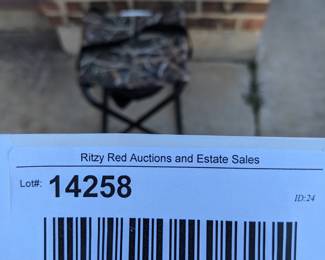 Ritzy Red Auctions and Estate Sales
Lot#: 14258
ID:24